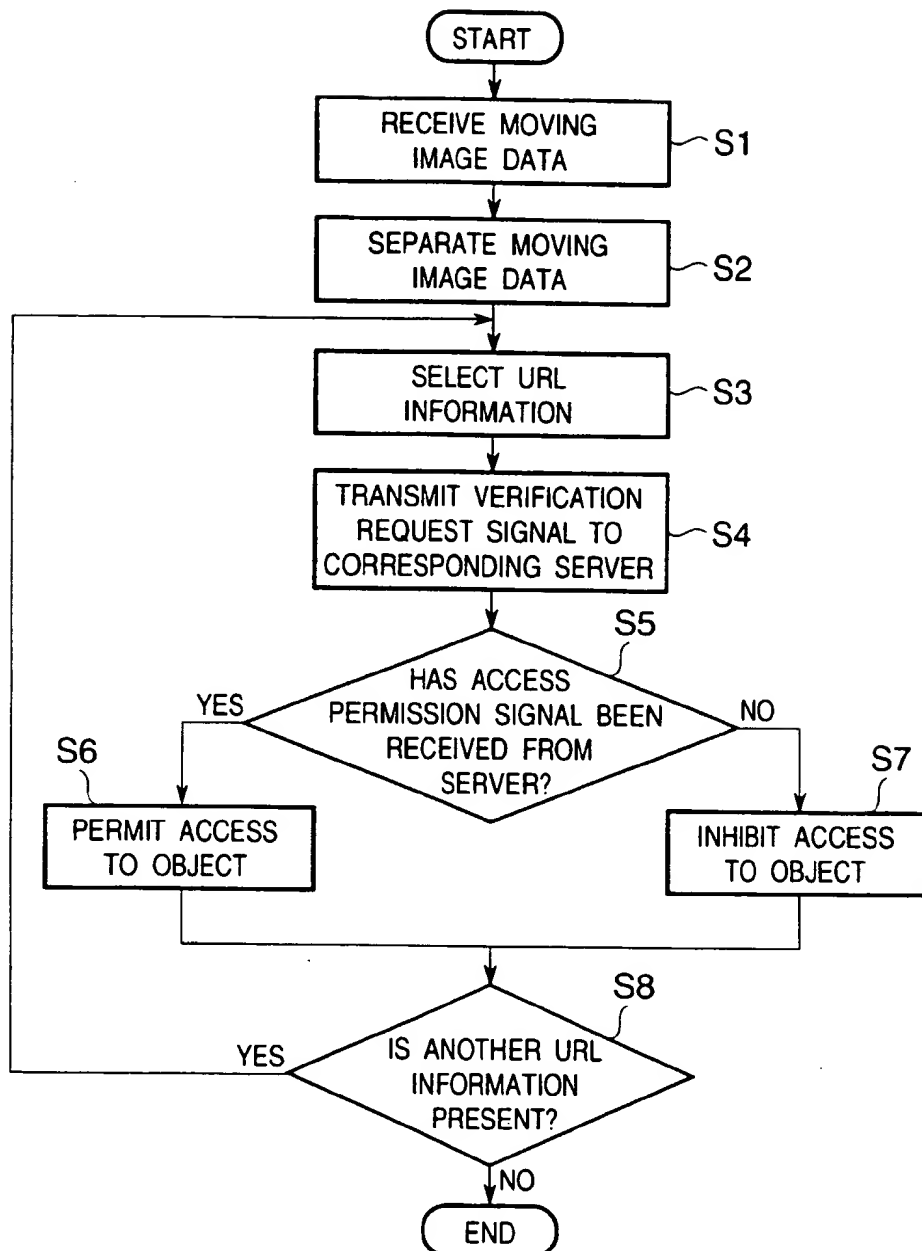 START
RECEIVE MOVING
IMAGE DATA
S1
SEPARATE MOVING
IMAGE DATA
S2
SELECT URL
INFORMATION
S3
TRANSMIT VERIFICATION
REQUEST SIGNAL TO
CORRESPONDING SERVER
S4
S5
HAS ACCESS
PERMISSION SIGNAL BEEN
RECEIVED FROM
SERVER?
YES
NO
S6
PERMIT ACCESS
TO OBJECT
S7
INHIBIT ACCESS
TO OBJECT
S8
IS ANOTHER URL
INFORMATION
PRESENT?
YES
NO
END